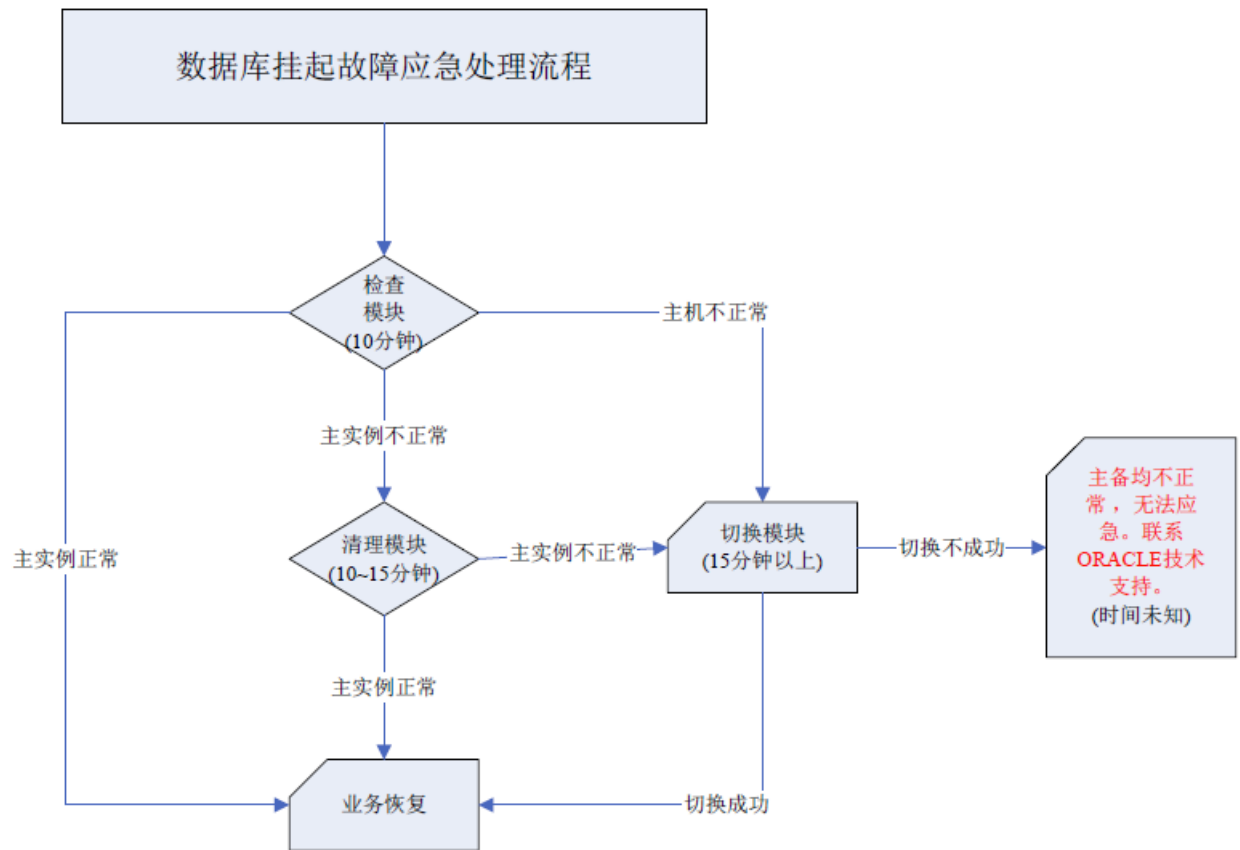 数据库挂起故障应急处理流程
检查
模块
(10分钟)
主机不正常
主实例不正常
主实例正常
清理模块
(10~15分钟)
主实例不正常
切换模块
(15分钟以上)
切换不成功
主备均不正
常，无法应
急。联系
ORACLE技术
支持。
(时间未知)
主实例正常
业务恢复
切换成功